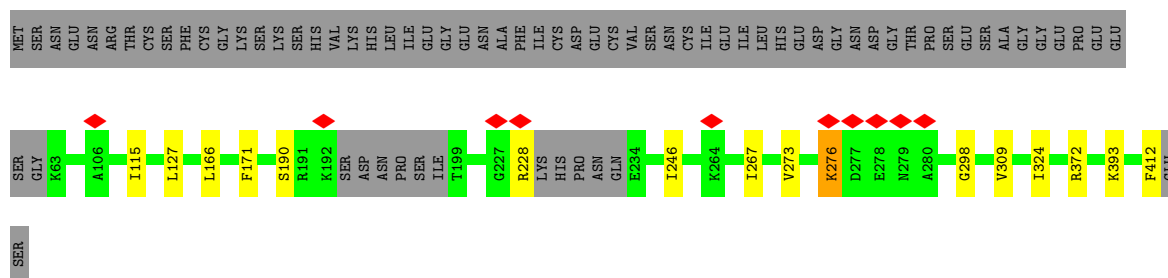 MET SER ASN GLU ASN ARG THR CYS SER PHE CYS GLY LYS SER LYS SER HIS VAL LYS HIS LEU ILE GLU GLY GLU ASN ALA PHE ILE CYS ASP GLU CYS VAL SER ASN CYS ILE GLU ILE LEU HIS GLU ASP GLY ASN ASP GLY THR PRO SER GLU SER ALA GLY GLY GLU PRO GLU GLU
SER GLY K63 A106 I115 L127 L166 F171 S190 R191 K192 SER ASP ASN PRO SER ILE T199 G227 R228 LYS HIS PRO ASN GLN E234 I246 K264 I267 V273 K276 D277 E278 N279 A280 G298 V309 I324 R372 K393 F412
SER